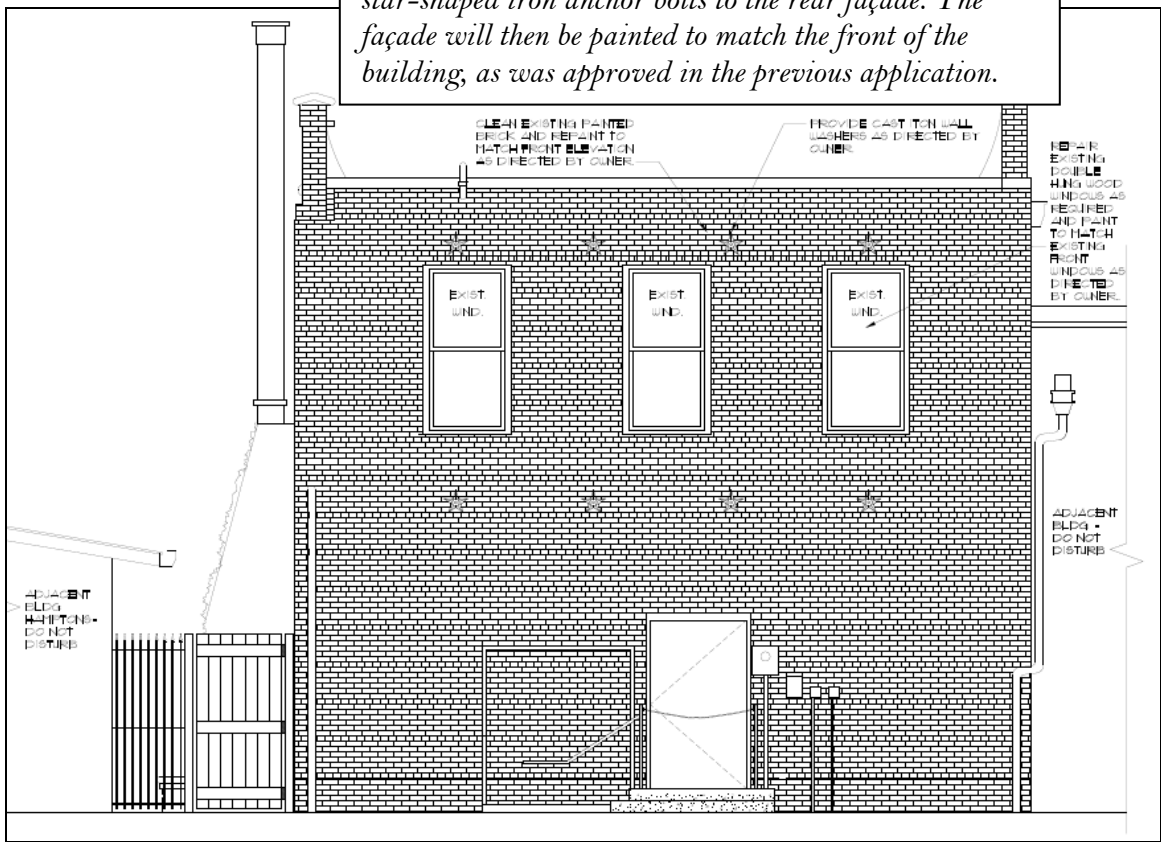 star-shaped iron anchor bolts to the rear façade. The
façade will then be painted to match the front of the
building, as was approved in the previous application.
CLEAN EXISTING PAINTED
BRICK AND REPAINT TO
MATCH FRONT ELEVATION
AS DIRECTED BY OWNER.
PROVIDE CAST ITON WALL
WASHERS AS DIRECTED BY
OWNER
REPAIR
EXISTING
DOUBLE
HUNG WOOD
WINDOWS AS
REQUIRED
AND PAINT
TO MATCH
EXISTING
FRONT
WINDOWS AS
DIRECTED
BY OWNER.
EXIST.
WIND.
EXIST.
WIND.
EXIST.
WIND.
ADJACENT
BLDG -
DO NOT
DISTURB
ADJACENT
BLDG
HAMPTONS-
DO NOT
DISTURB